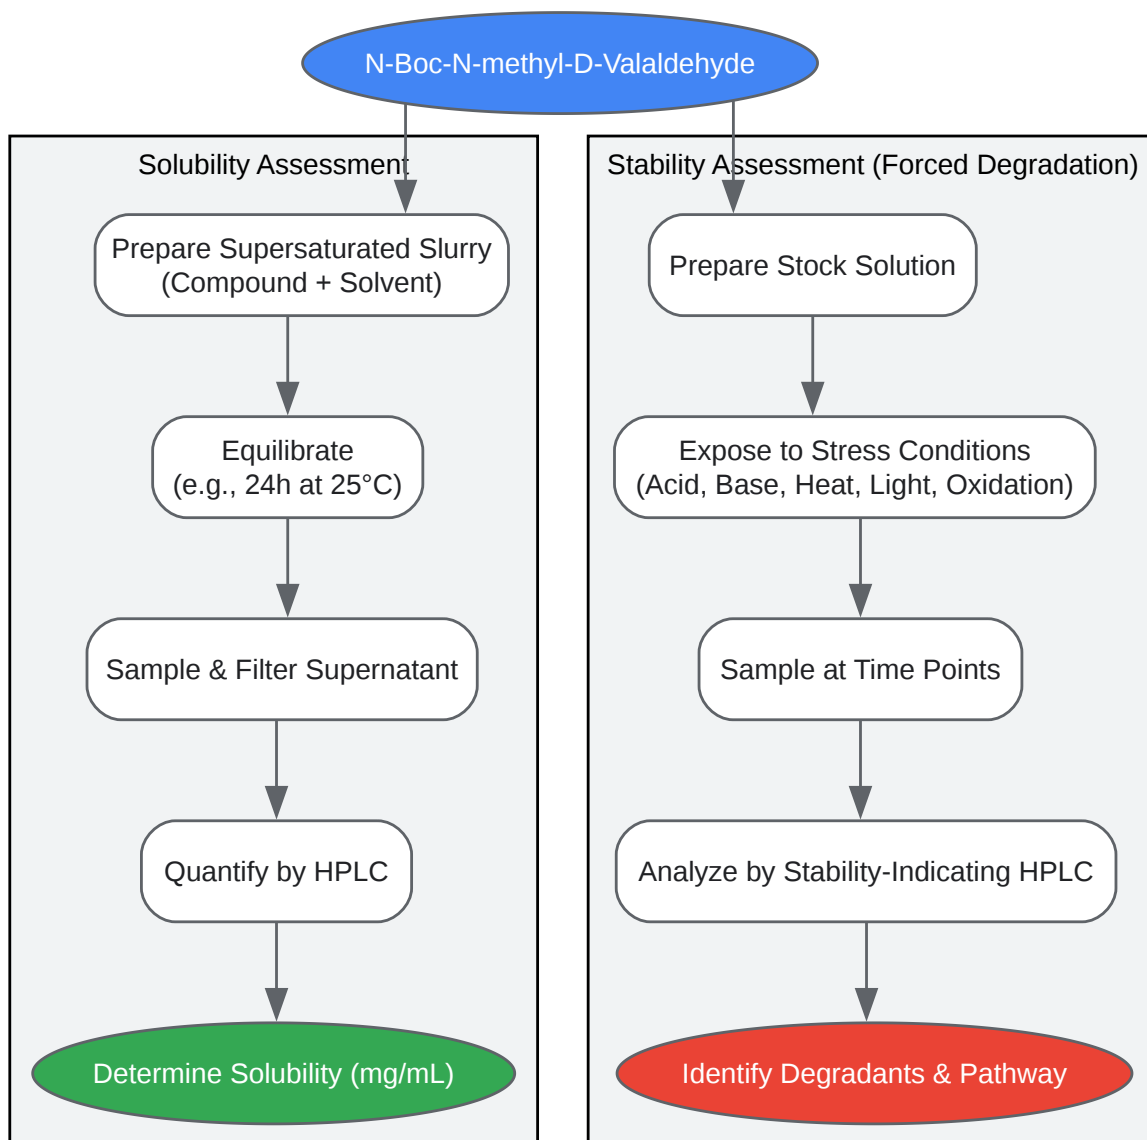 N-Boc-N-methyl-D-Valaldehyde
Solubility Assessment
Prepare Supersaturated Slurry
(Compound + Solvent)
Equilibrate
(e.g., 24h at 25°C)
Sample & Filter Supernatant
Quantify by HPLC
Determine Solubility (mg/mL)
Stability Assessment (Forced Degradation)
Prepare Stock Solution
Expose to Stress Conditions
(Acid, Base, Heat, Light, Oxidation)
Sample at Time Points
Analyze by Stability-Indicating HPLC
Identify Degradants & Pathway